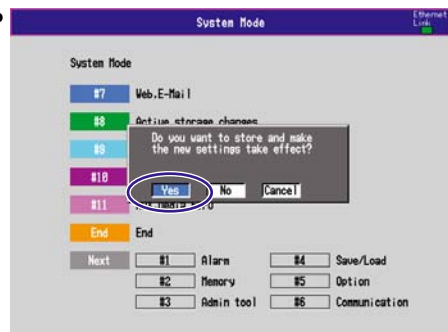 System Mode
Ethernet
Link
System Mode
#7 Web.E-Mail
#8 Active storage changes
#9
Do you want to store and make
the new settings take effect?
#10
Yes No Cancel
#11
End End
Next #1 Alarm #4 Save/Load
#2 Memory #5 Option
#3 Admin tool #6 Communication